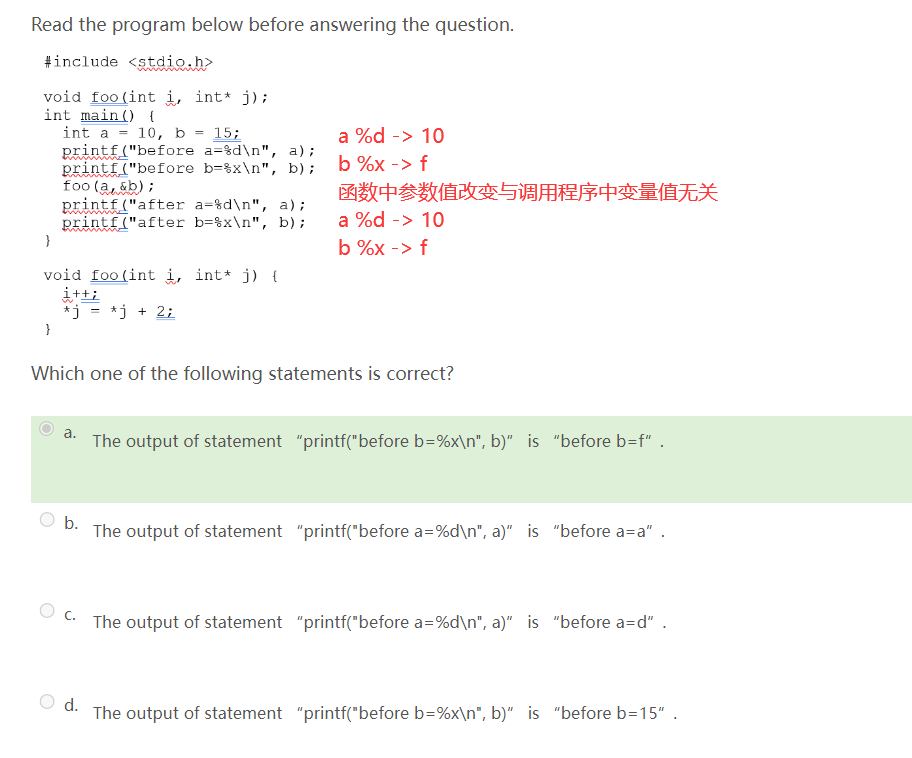 Read the program below before answering the question.
#include <stdio.h>
void foo(int i, int* j);
int main() {
int a = 10, b = 15;
printf("before a=%d\n", a);
a %d -> 10
printf("before b=%x\n", b);
b %x -> f
foo(a,&b);
函数中参数值改变与调用程序中变量值无关
printf("after a=%d\n", a);
a %d -> 10
printf("after b=%x\n", b);
b %x -> f
}
void foo(int i, int* j) {
i++;
*j = *j + 2;
}
Which one of the following statements is correct?
a. The output of statement “printf("before b=%x\n", b)” is “before b=f” .
b. The output of statement “printf("before a=%d\n", a)” is “before a=a” .
c. The output of statement “printf("before a=%d\n", a)” is “before a=d” .
d. The output of statement “printf("before b=%x\n", b)” is “before b=15” .